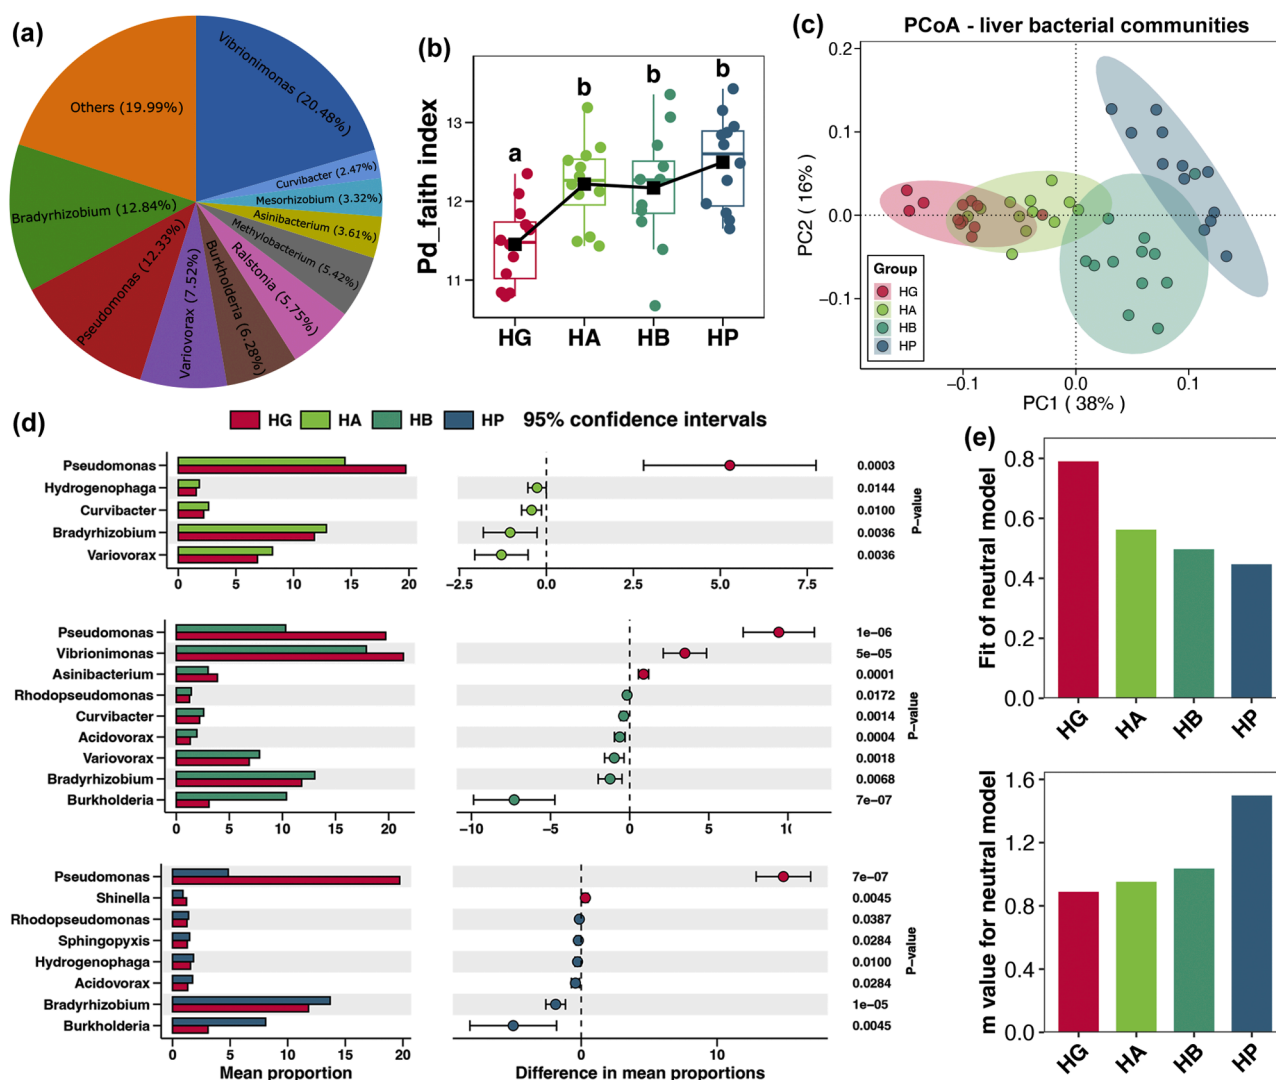 (a)
Vibrionimonas (20.48%)
Curvibacter (2.47%)
Mesorhizobium (3.32%)
Asinibacterium (3.61%)
Methylobacterium (5.42%)
Ralstonia (5.75%)
Burkholderia (6.28%)
Variovorax (7.52%)
Pseudomonas (12.33%)
Bradyrhizobium (12.84%)
Others (19.99%)
(b)
Pd_faith index
13
12
11
a
b
b
b
HG HA HB HP
(c)
PCoA - liver bacterial communities
PC2 ( 16%)
0.2
0.1
0.0
−0.1
Group
HG
HA
HB
HP
−0.1 0.0 0.1
PC1 ( 38% )
(d)
HG HA HB HP 95% confidence intervals
Pseudomonas 0.0003
Hydrogenophaga 0.0144
Curvibacter 0.0100
Bradyrhizobium 0.0036
Variovorax 0.0036
P−value
0 5 10 15 20 −2.5 0.0 2.5 5.0 7.5
Pseudomonas 1e−06
Vibrionimonas 5e−05
Asinibacterium 0.0001
Rhodopseudomonas 0.0172
Curvibacter 0.0014
Acidovorax 0.0004
Variovorax 0.0018
Bradyrhizobium 0.0068
Burkholderia 7e−07
P−value
0 5 10 15 20 −10 −5 0 5
Pseudomonas 7e−07
Shinella 0.0045
Rhodopseudomonas 0.0387
Sphingopyxis 0.0284
Hydrogenophaga 0.0100
Acidovorax 0.0284
Bradyrhizobium 1e−05
Burkholderia 0.0045
P−value
0 5 10 15 20 0 10
Mean proportion Difference in mean proportions
(e)
Fit of neutral model
0.8
0.6
0.4
0.2
0.0
HG HA HB HP
m value for neutral model
1.6
1.2
0.8
0.4
0.0
HG HA HB HP